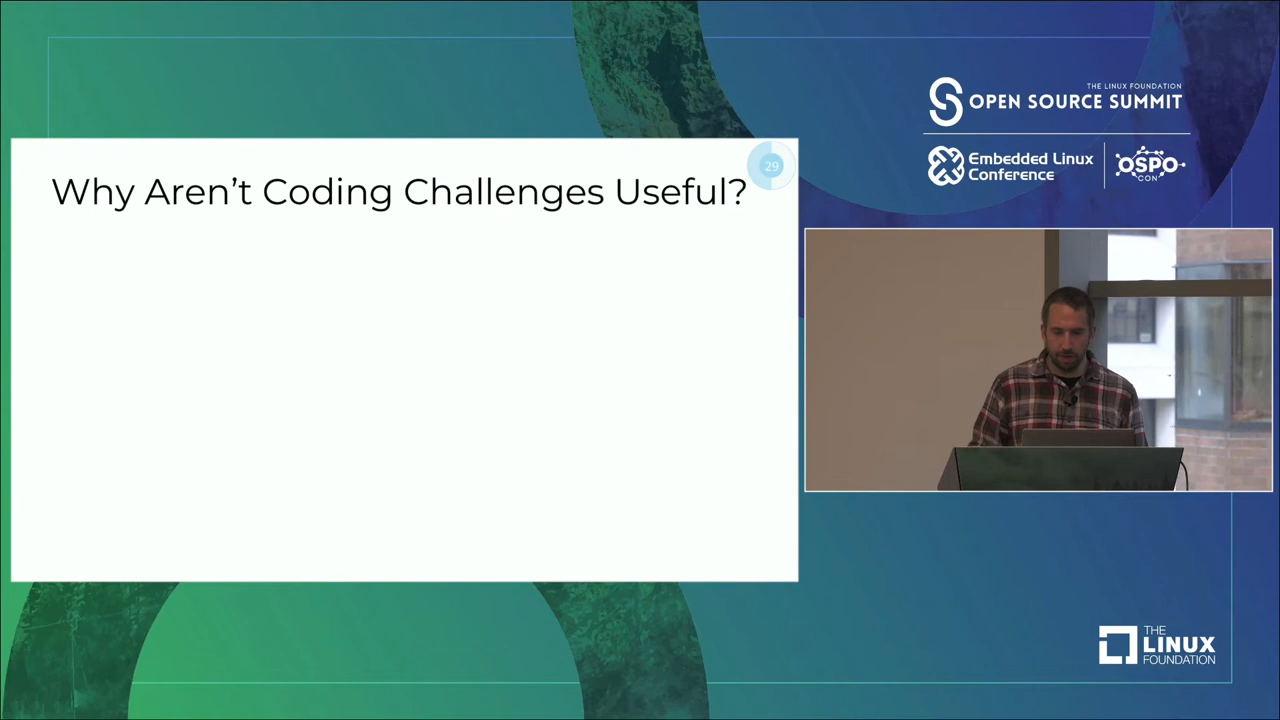 THE LINUX FOUNDATION
OPEN SOURCE SUMMIT
Embedded Linux
Conference
OSPO
CON
29
Why Aren’t Coding Challenges Useful?
THE
LINUX
FOUNDATION